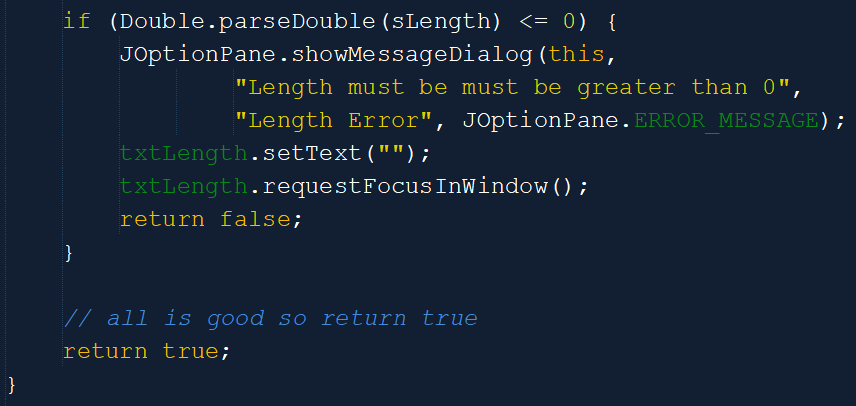 if (Double.parseDouble(sLength) <= 0) {
JOptionPane.showMessageDialog(this,
"Length must be must be greater than 0",
"Length Error", JOptionPane.ERROR_MESSAGE);
txtLength.setText("");
txtLength.requestFocusInWindow();
return false;
}
// all is good so return true
return true;
}